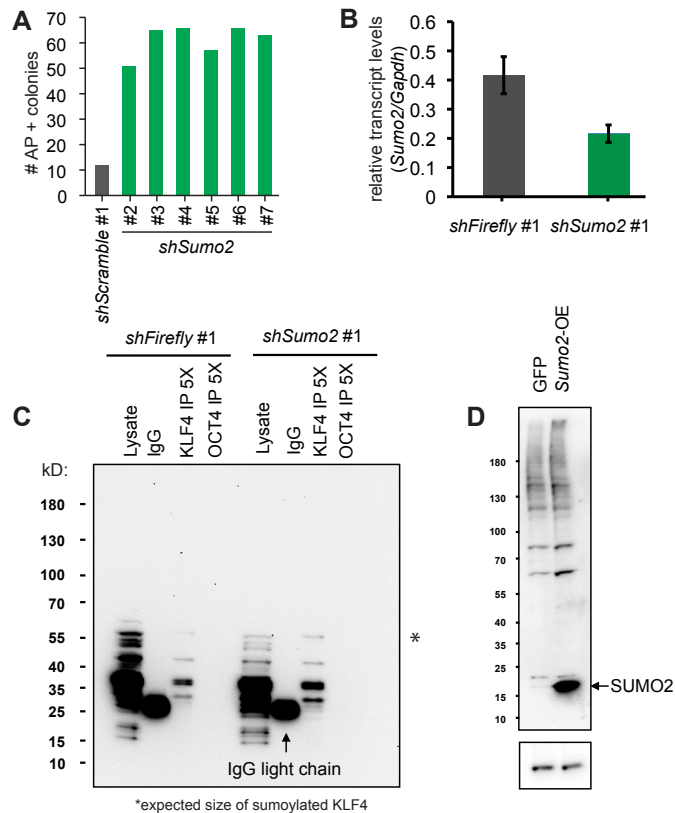 A
# AP + colonies
70
60
50
40
30
20
10
0
shScramble #1
#2
#3
#4
#5
#6
#7
shSumo2
B
relative transcript levels
(Sumo2/Gapdh)
0.6
0.5
0.4
0.3
0.2
0.1
0
shFirefly #1 shSumo2 #1
C
shFirefly #1 shSumo2 #1
Lysate
IgG
KLF4 IP 5X
OCT4 IP 5X
Lysate
IgG
KLF4 IP 5X
OCT4 IP 5X
kD:
180 -
130 -
100 -
70 -
55 -
40 -
35 -
25 -
15 -
10 -
*
IgG light chain
*expected size of sumoylated KLF4
D
GFP
Sumo2-OE
180
130
100
70
55
40
35
25
15
10
SUMO2